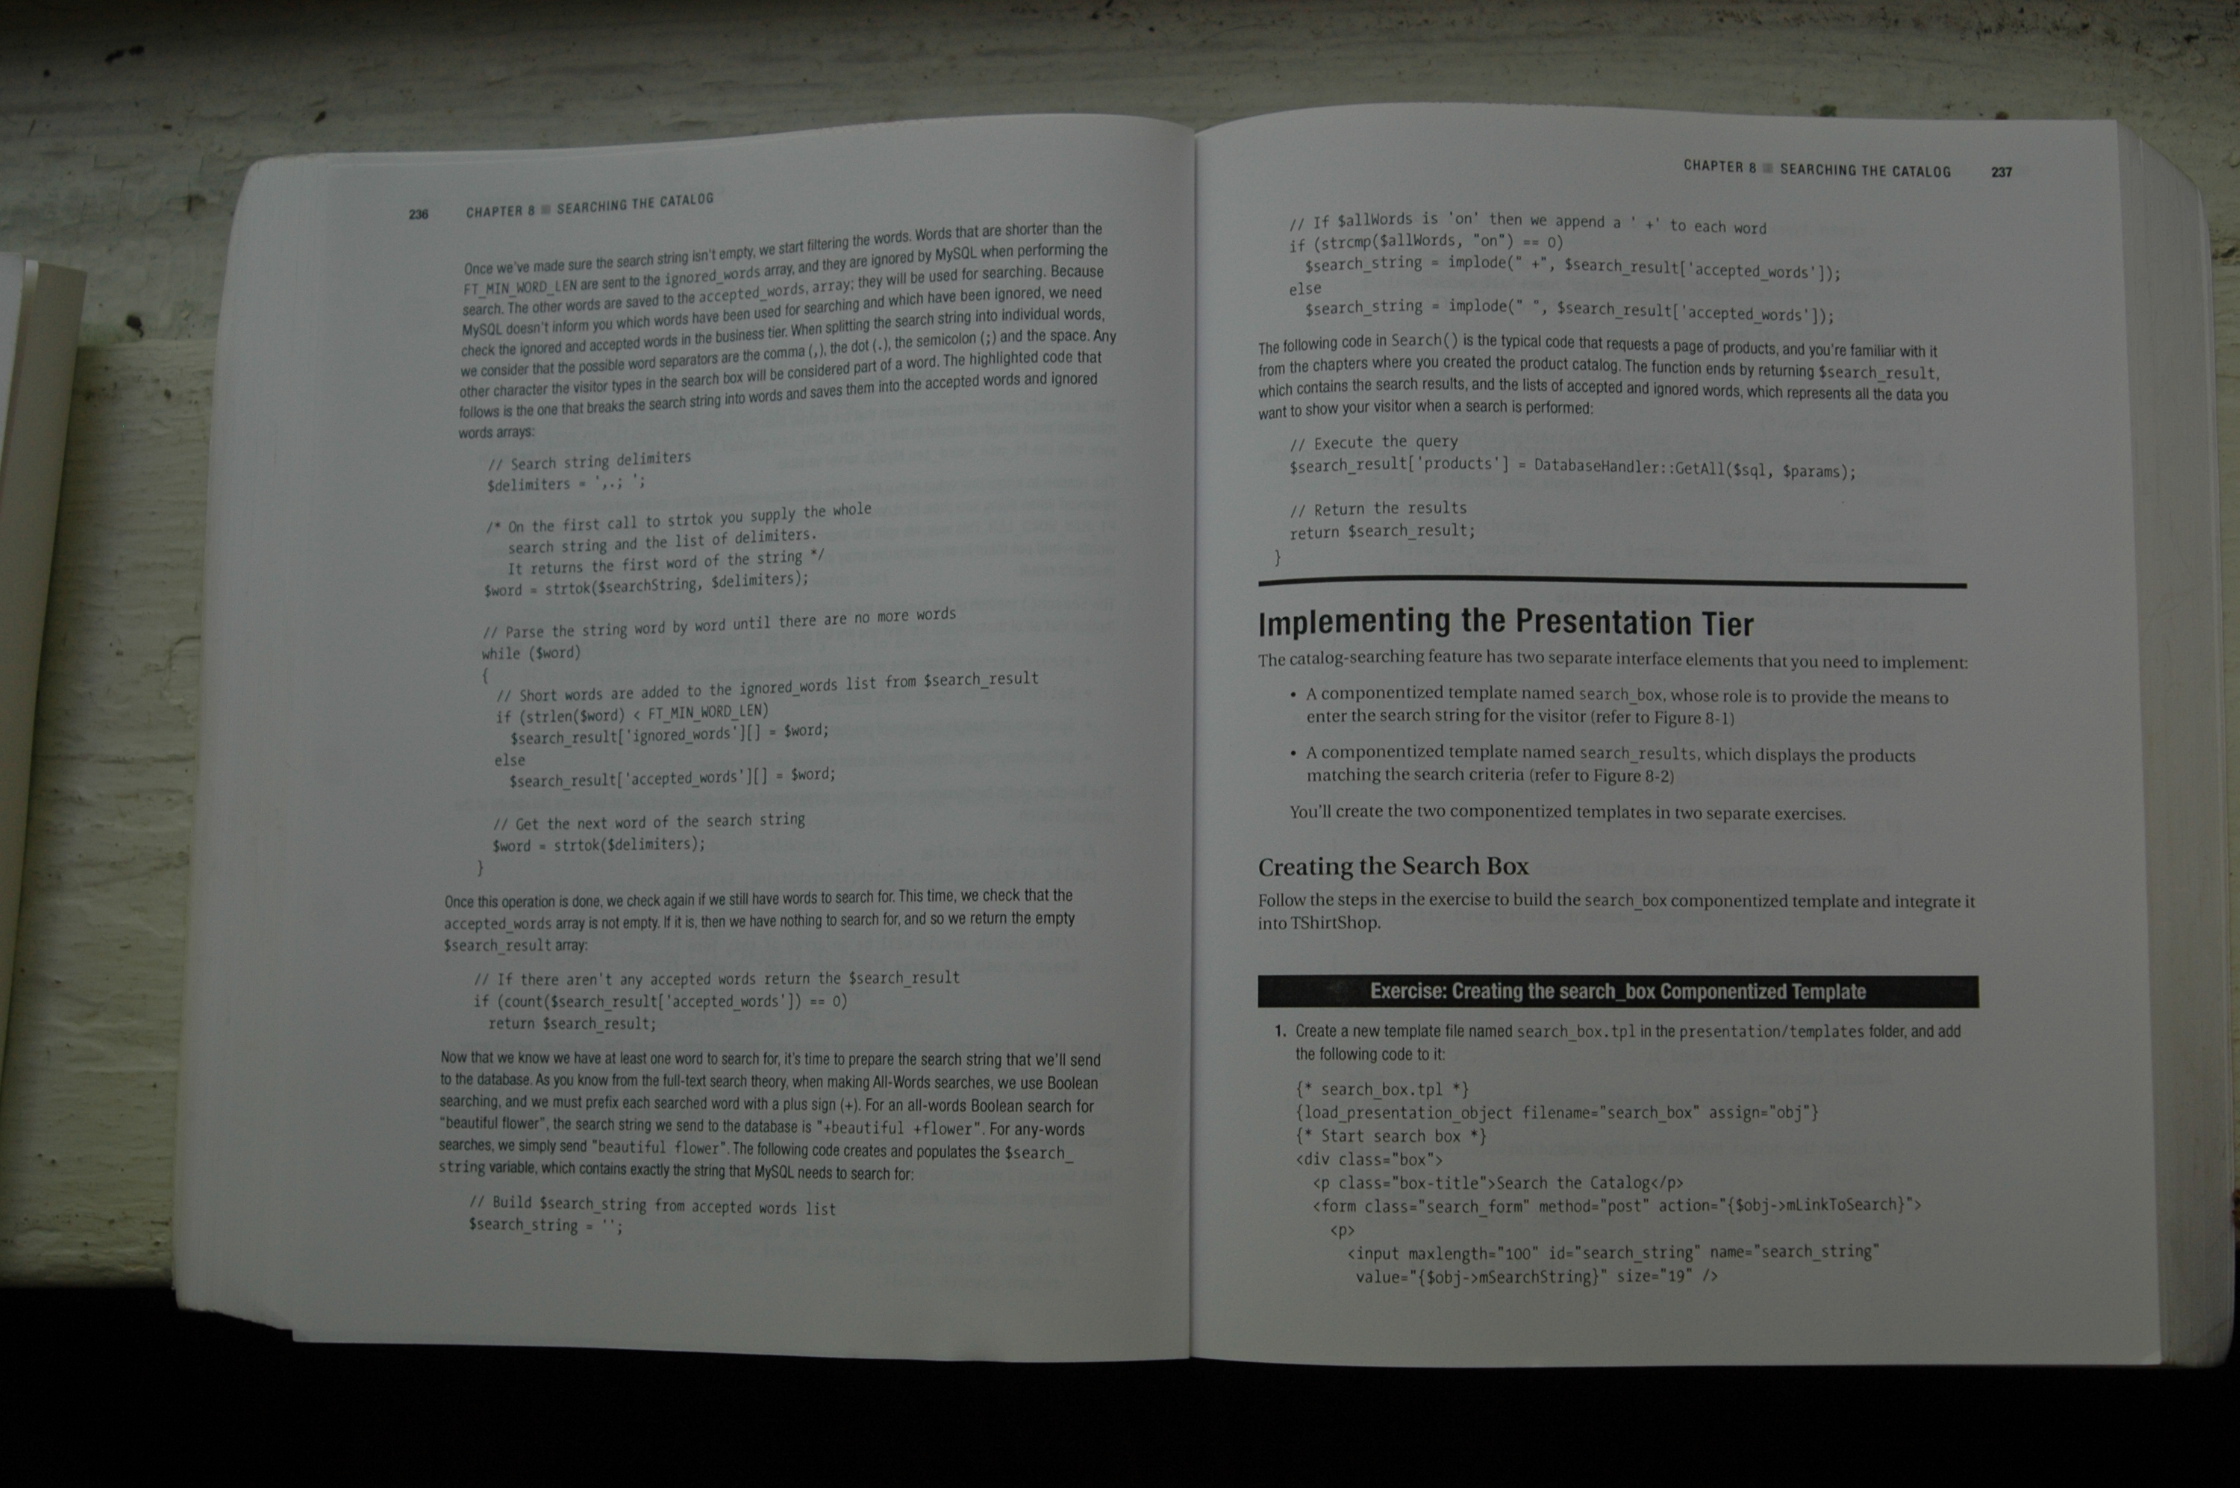 236 CHAPTER 8 ■ SEARCHING THE CATALOG
Once we've made sure the search string isn't empty, we start filtering the words. Words that are shorter than the
FT_MIN_WORD_LEN are sent to the ignored_words array, and they are ignored by MySQL when performing the
search. The other words are saved to the accepted_words, array; they will be used for searching. Because
MySQL doesn't inform you which words have been used for searching and which have been ignored, we need
check the ignored and accepted words in the business tier. When splitting the search string into individual words,
we consider that the possible word separators are the comma (,), the dot (.), the semicolon (;) and the space. Any
other character the visitor types in the search box will be considered part of a word. The highlighted code that
follows is the one that breaks the search string into words and saves them into the accepted words and ignored
words arrays:
// Search string delimiters
$delimiters = ',.; ';
/* On the first call to strtok you supply the whole
search string and the list of delimiters.
It returns the first word of the string */
$word = strtok($searchString, $delimiters);
// Parse the string word by word until there are no more words
while ($word)
{
// Short words are added to the ignored_words list from $search_result
if (strlen($word) < FT_MIN_WORD_LEN)
$search_result['ignored_words'][] = $word;
else
$search_result['accepted_words'][] = $word;
// Get the next word of the search string
$word = strtok($delimiters);
}
Once this operation is done, we check again if we still have words to search for. This time, we check that the
accepted_words array is not empty. If it is, then we have nothing to search for, and so we return the empty
$search_result array:
// If there aren't any accepted words return the $search_result
if (count($search_result['accepted_words']) == 0)
return $search_result;
Now that we know we have at least one word to search for, it's time to prepare the search string that we'll send
to the database. As you know from the full-text search theory, when making All-Words searches, we use Boolean
searching, and we must prefix each searched word with a plus sign (+). For an all-words Boolean search for
"beautiful flower", the search string we send to the database is "+beautiful +flower". For any-words
searches, we simply send "beautiful flower". The following code creates and populates the $search_
string variable, which contains exactly the string that MySQL needs to search for:
// Build $search_string from accepted words list
$search_string = '';
CHAPTER 8 ■ SEARCHING THE CATALOG 237
// If $allWords is 'on' then we append a ' +' to each word
if (strcmp($allWords, "on") == 0)
$search_string = implode(" +", $search_result['accepted_words']);
else
$search_string = implode(" ", $search_result['accepted_words']);
The following code in Search() is the typical code that requests a page of products, and you're familiar with it
from the chapters where you created the product catalog. The function ends by returning $search_result,
which contains the search results, and the lists of accepted and ignored words, which represents all the data you
want to show your visitor when a search is performed:
// Execute the query
$search_result['products'] = DatabaseHandler::GetAll($sql, $params);
// Return the results
return $search_result;
}
Implementing the Presentation Tier
The catalog-searching feature has two separate interface elements that you need to implement:
• A componentized template named search_box, whose role is to provide the means to
enter the search string for the visitor (refer to Figure 8-1)
• A componentized template named search_results, which displays the products
matching the search criteria (refer to Figure 8-2)
You'll create the two componentized templates in two separate exercises.
Creating the Search Box
Follow the steps in the exercise to build the search_box componentized template and integrate it
into TShirtShop.
Exercise: Creating the search_box Componentized Template
1. Create a new template file named search_box.tpl in the presentation/templates folder, and add
the following code to it:
{* search_box.tpl *}
{load_presentation_object filename="search_box" assign="obj"}
{* Start search box *}
<div class="box">
<p class="box-title">Search the Catalog</p>
<form class="search_form" method="post" action="{$obj->mLinkToSearch}">
<p>
<input maxlength="100" id="search_string" name="search_string"
value="{$obj->mSearchString}" size="19" />